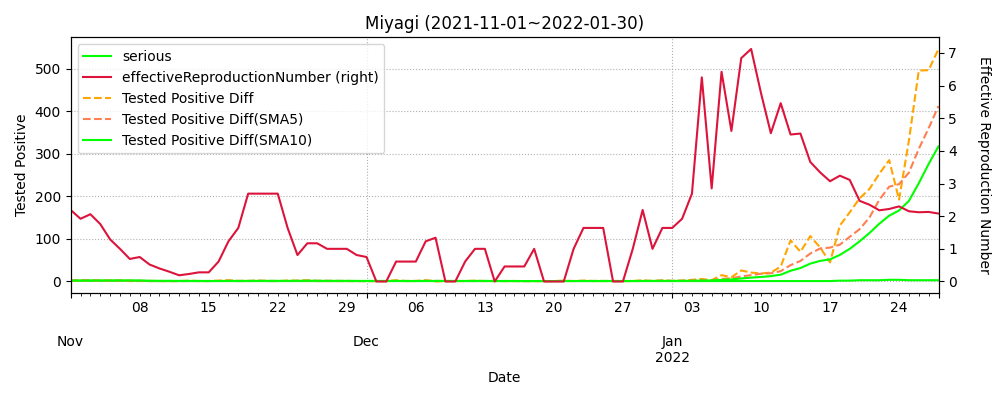 Miyagi (2021-11-01~2022-01-30)
serious
effectiveReproductionNumber (right)
Tested Positive Diff
Tested Positive Diff(SMA5)
Tested Positive Diff(SMA10)
Tested Positive
500
400
300
200
100
0
7
6
5
4
3
2
1
0
Effective Reproduction Number
08 15 22 29 06 13 20 27 03 10 17 24
Nov Dec Jan
2022
Date